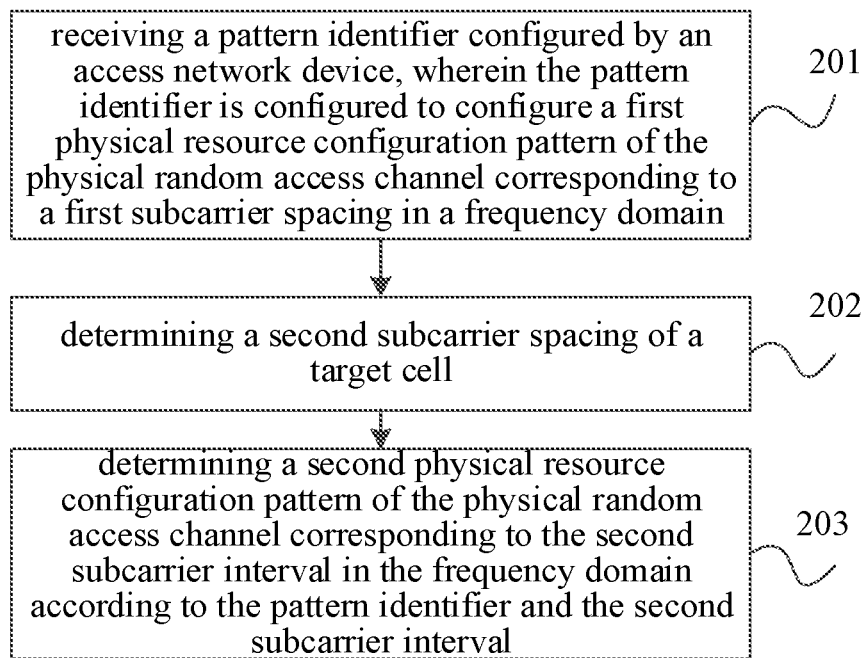 receiving a pattern identifier configured by an
access network device, wherein the pattern
identifier is configured to configure a first
physical resource configuration pattern of the
physical random access channel corresponding to
a first subcarrier spacing in a frequency domain
201
determining a second subcarrier spacing of a
target cell
202
determining a second physical resource
configuration pattern of the physical random
access channel corresponding to the second
subcarrier interval in the frequency domain
according to the pattern identifier and the second
subcarrier interval
203